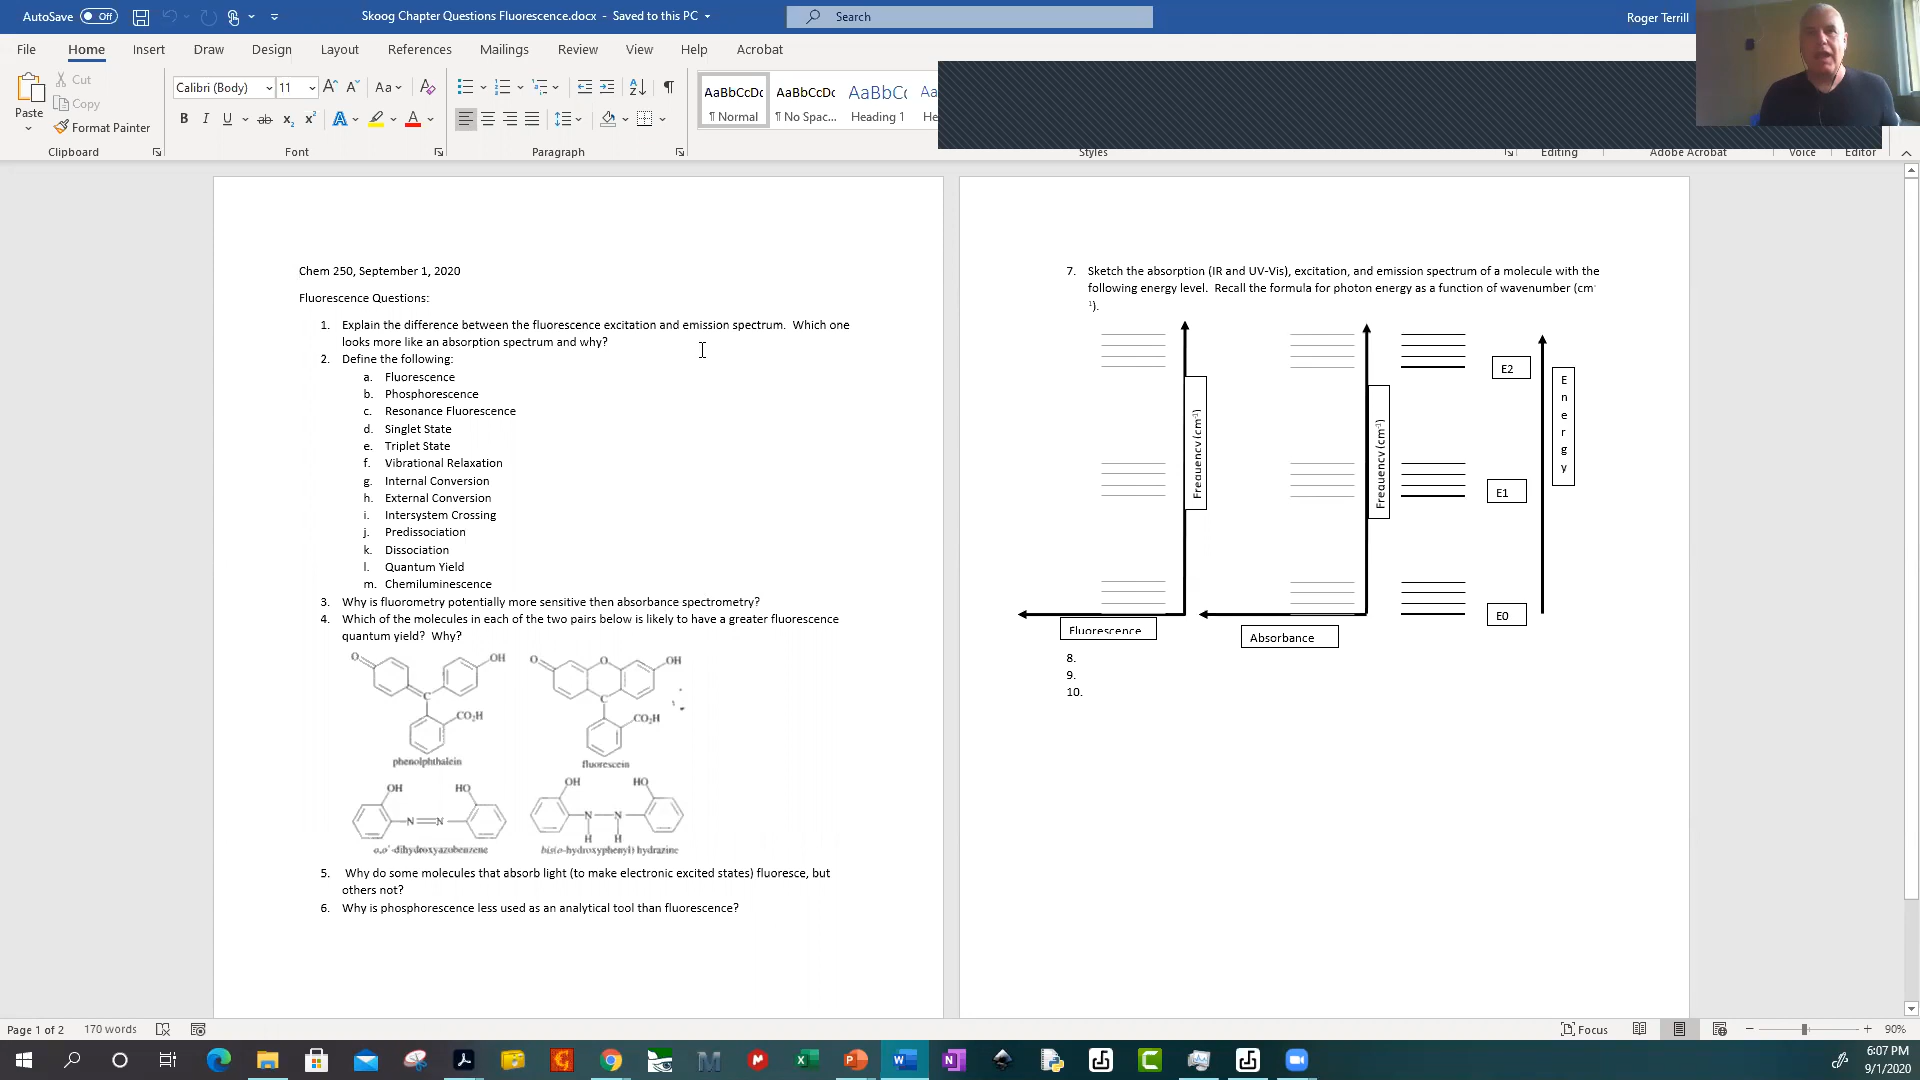 AutoSave Off Skoog Chapter Questions Fluorescence.docx - Saved to this PC Search Roger Terrill
File Home Insert Draw Design Layout References Mailings Review View Help Acrobat
Paste
Cut
Copy
Format Painter
Clipboard
Calibri (Body) 11
Font
Paragraph
AaBbCcDc
¶ Normal
AaBbCcDc
¶ No Spac...
AaBbCc
Heading 1
Styles
Editing
Adobe Acrobat
Voice
Editor
Chem 250, September 1, 2020
Fluorescence Questions:
1. Explain the difference between the fluorescence excitation and emission spectrum. Which one
looks more like an absorption spectrum and why?
2. Define the following:
a. Fluorescence
b. Phosphorescence
c. Resonance Fluorescence
d. Singlet State
e. Triplet State
f. Vibrational Relaxation
g. Internal Conversion
h. External Conversion
i. Intersystem Crossing
j. Predissociation
k. Dissociation
l. Quantum Yield
m. Chemiluminescence
3. Why is fluorometry potentially more sensitive then absorbance spectrometry?
4. Which of the molecules in each of the two pairs below is likely to have a greater fluorescence
quantum yield? Why?
O OH
C
CO₂H
phenolphthalein
O O OH
C
CO₂H
fluorescein
OH HO
N N
o,o'-dihydroxyazobenzene
OH HO
N N
H H
bis(o-hydroxyphenyl) hydrazine
5. Why do some molecules that absorb light (to make electronic excited states) fluoresce, but
others not?
6. Why is phosphorescence less used as an analytical tool than fluorescence?
7. Sketch the absorption (IR and UV-Vis), excitation, and emission spectrum of a molecule with the
following energy level. Recall the formula for photon energy as a function of wavenumber (cm⁻
¹).
Frequency (cm⁻¹)
Frequency (cm⁻¹)
E2
E1
E0
Energy
Fluorescence
Absorbance
8.
9.
10.
Page 1 of 2 170 words Focus 90%
6:07 PM
9/1/2020